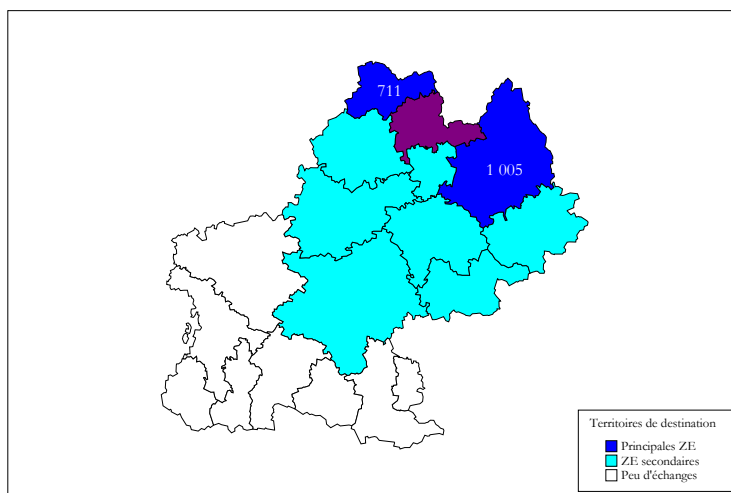 711
1 005
Territoires de destination
Principales ZE
ZE secondaires
Peu d'échanges